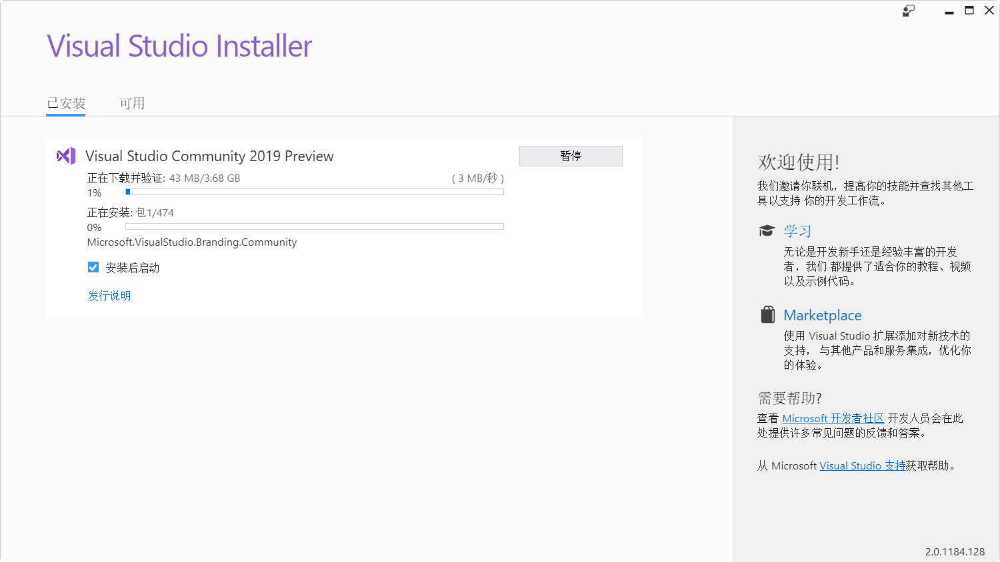 Visual Studio Installer
已安装 可用
Visual Studio Community 2019 Preview
暂停
正在下载并验证: 43 MB/3.68 GB ( 3 MB/秒 )
1%
正在安装: 包1/474
0%
Microsoft.VisualStudio.Branding.Community
安装后启动
发行说明
欢迎使用!
我们邀请你联机，提高你的技能并查找其他工
具以支持 你的开发工作流。
学习
无论是开发新手还是经验丰富的开发
者，我们 都提供了适合你的教程、视频
以及示例代码。
Marketplace
使用 Visual Studio 扩展添加对新技术的
支持， 与其他产品和服务集成，优化你
的体验。
需要帮助?
查看 Microsoft 开发者社区 开发人员会在此
处提供许多常见问题的反馈和答案。
从 Microsoft Visual Studio 支持获取帮助。
2.0.1184.128